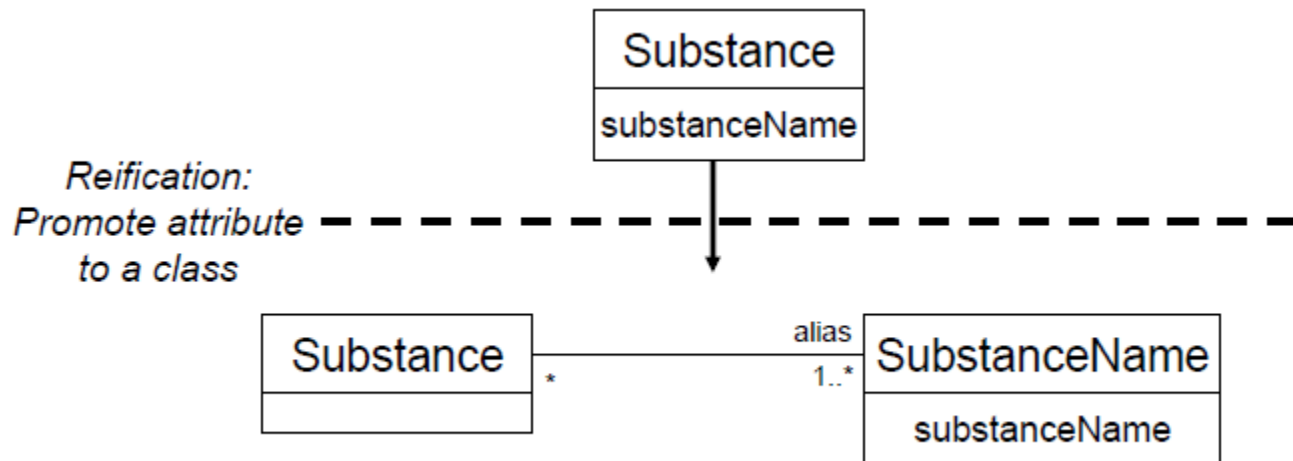 Substance
substanceName
Reification:
Promote attribute
to a class
Substance
*
alias
1..*
SubstanceName
substanceName